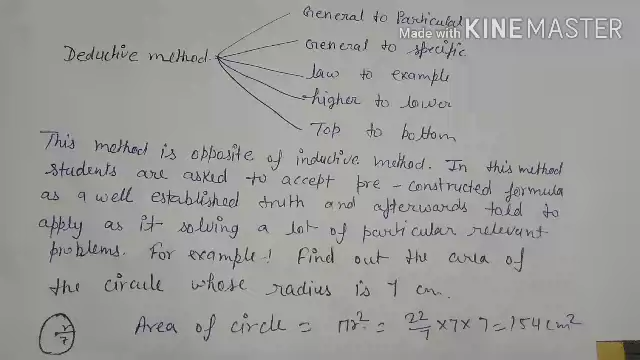 General to Particular
Made with KINEMASTER
General to specific
Deductive method
law to example
higher to lower
Top to bottom
This method is opposite of inductive method. In this method
students are asked to accept pre-constructed formula
as a well established truth and afterwards told to
apply as it solving a lot of particular relevant
problems. For example! Find out the area of
the circule whose radius is 7 cm.
r
7
Area of circle = πr² = 22/7 × 7 × 7 = 154 cm²